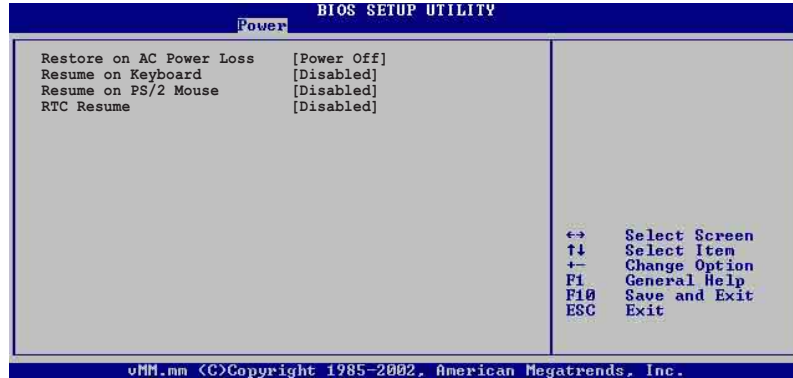 BIOS SETUP UTILITY
Power
Restore on AC Power Loss [Power Off]
Resume on Keyboard [Disabled]
Resume on PS/2 Mouse [Disabled]
RTC Resume [Disabled]
←→ Select Screen
↑↓ Select Item
+- Change Option
F1 General Help
F10 Save and Exit
ESC Exit
vMM.mm (C)Copyright 1985-2002, American Megatrends, Inc.